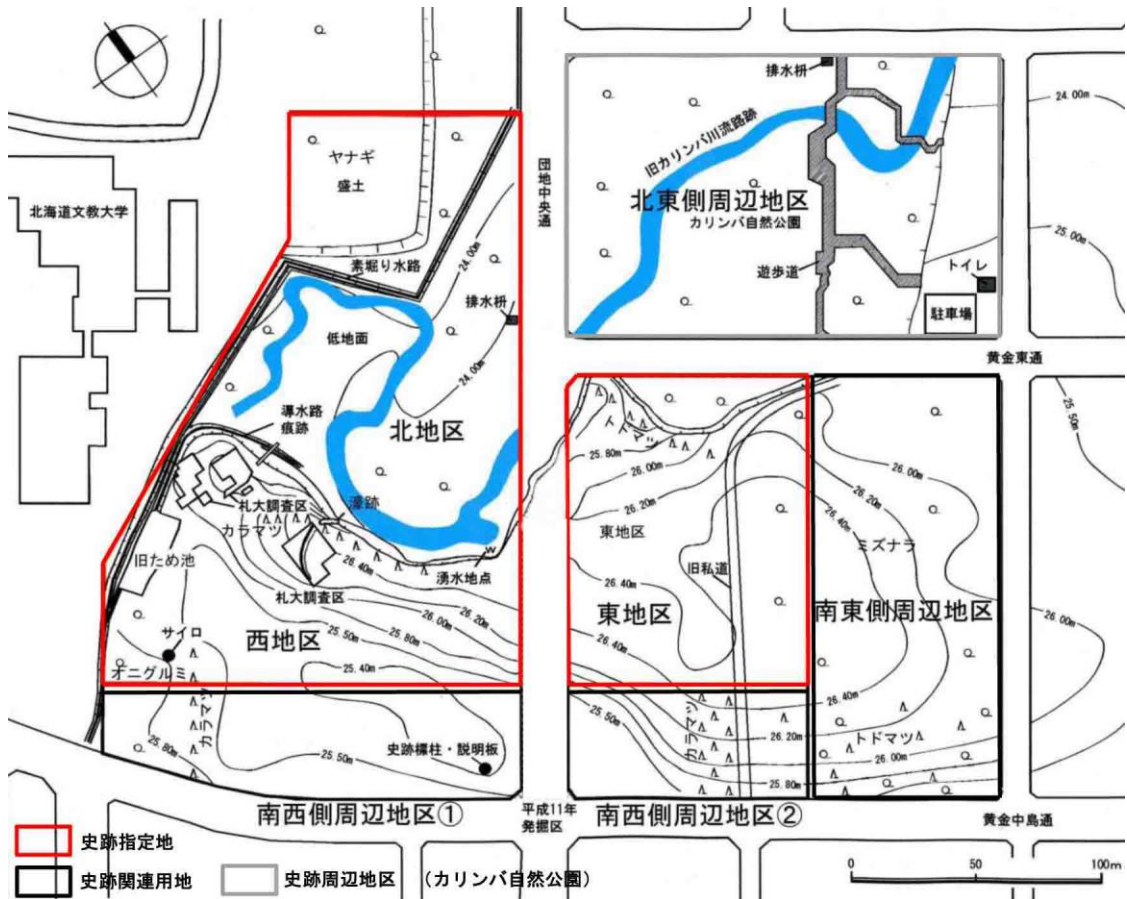 排水枡
24.00m
ヤナギ
盛土
団地中央通
旧カリンバ川流路跡
北海道文教大学
北東側周辺地区
カリンバ自然公園
25.00m
素掘り水路
24.00m
遊歩道
トイレ
排水枡
駐車場
低地面
黄金東通
24.00m
導水路
痕跡
北地区
トドマツ
25.80m
26.00m
26.20m
25.50m
26.00m
26.20m
26.40m
札大調査区
カラマツ
濠跡
東地区
ミズナラ
旧ため池
26.40m
湧水地点
旧私道
26.40m
札大調査区
26.20m
26.00m
25.80m
25.50m
西地区
東地区
南東側周辺地区
サイロ
26.00m
オニグルミ
25.40m
26.40m
26.40m
カラマツ
25.50m
カラマツ
26.20m
トドマツ
25.80m
25.50m
史跡標柱・説明板
26.00m
25.80m
南西側周辺地区①
平成11年
発掘区
南西側周辺地区②
黄金中島通
史跡指定地
史跡関連用地
史跡周辺地区 (カリンバ自然公園)
0 50 100m